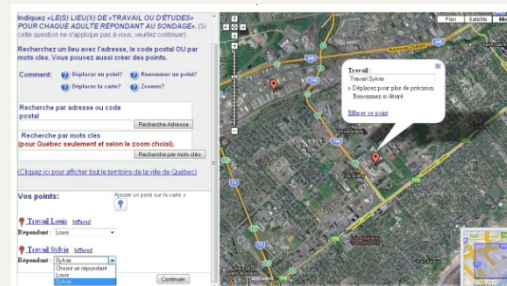 Indiquez «LE(S) LIEU(X) DE «TRAVAIL OU D'ÉTUDES»
POUR CHAQUE ADULTE RÉPONDANT AU SONDAGE». (Si
cette question ne s'applique pas à vous, veuillez continuer).
Recherchez un lieu avec l'adresse, le code postal OU par
mots clés. Vous pouvez aussi créer des points.
Comment: Déplacer un point? Renommer un point?
Déplacer la carte? Zoomer?
Recherche par adresse ou code
postal
Recherche Adresse
Recherche par mots clés
(pour Québec seulement et selon le zoom choisi).
Recherche par mots clés
(Cliquez ici pour afficher tout le territoire de la ville de Québec)
Vos points:
Ajouter un point sur la carte »
Travail Louis
Répondant : Louis
Travail Sylvie
Répondant : Sylvie
Choisir un répondant
Louis
Sylvie
Continuer
Plan Satellite
Travail :
Travail Sylvie
» Déplacez pour plus de précision.
Renommez si désiré.
Effacer ce point